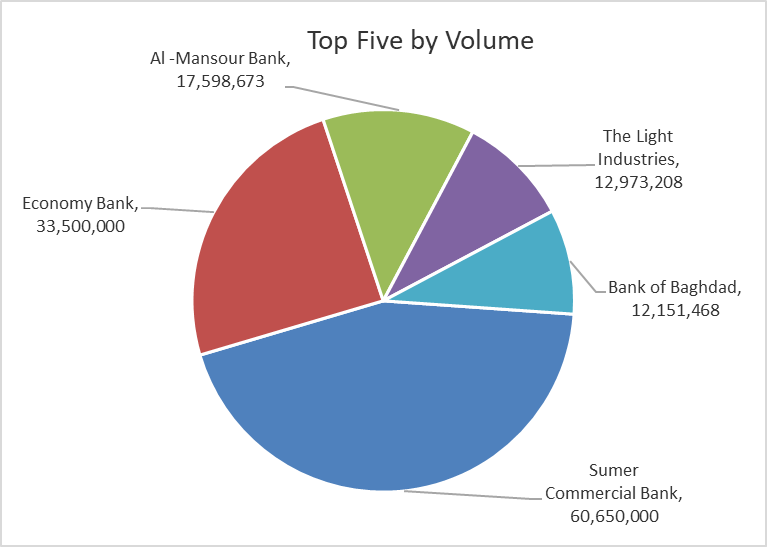 Top Five by Volume
Al -Mansour Bank,
17,598,673
The Light
Industries,
12,973,208
Economy Bank,
33,500,000
Bank of Baghdad,
12,151,468
Sumer
Commercial Bank,
60,650,000